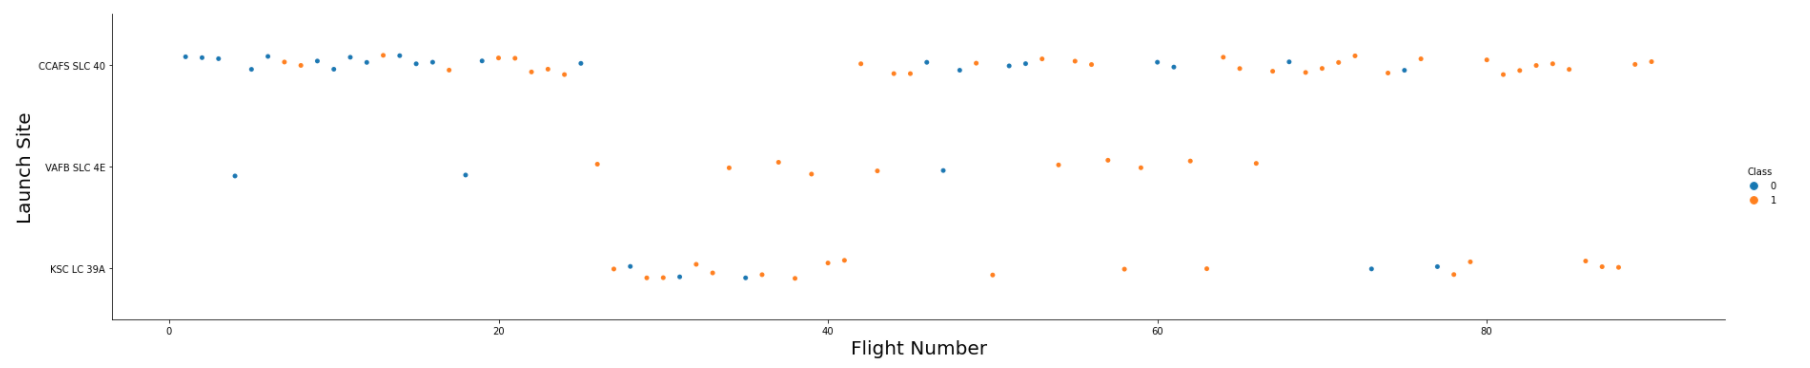 CCAFS SLC 40
VAFB SLC 4E
KSC LC 39A
Launch Site
0 20 40 60 80
Flight Number
Class
0
1